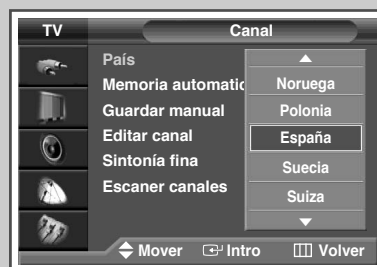 TV Canal
País
Memoria automatic
Guardar manual
Editar canal
Sintonía fina
Escaner canales
Noruega
Polonia
España
Suecia
Suiza
Mover Intro Volver